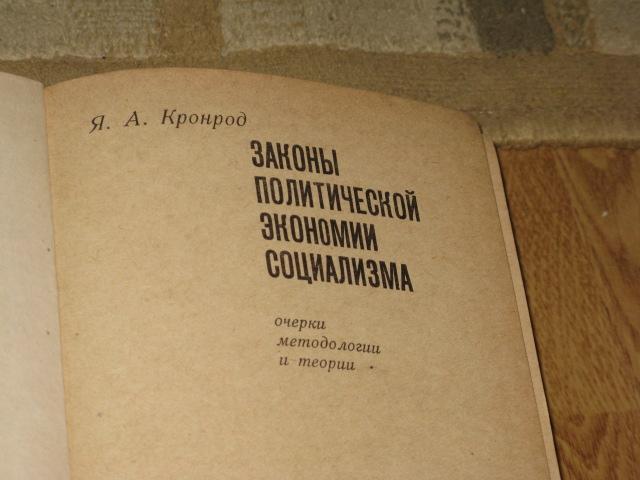 Я. А. Кронрод
ЗАКОНЫ
ПОЛИТИЧЕСКОЙ
ЭКОНОМИИ
СОЦИАЛИЗМА
очерки
методологии
и теории